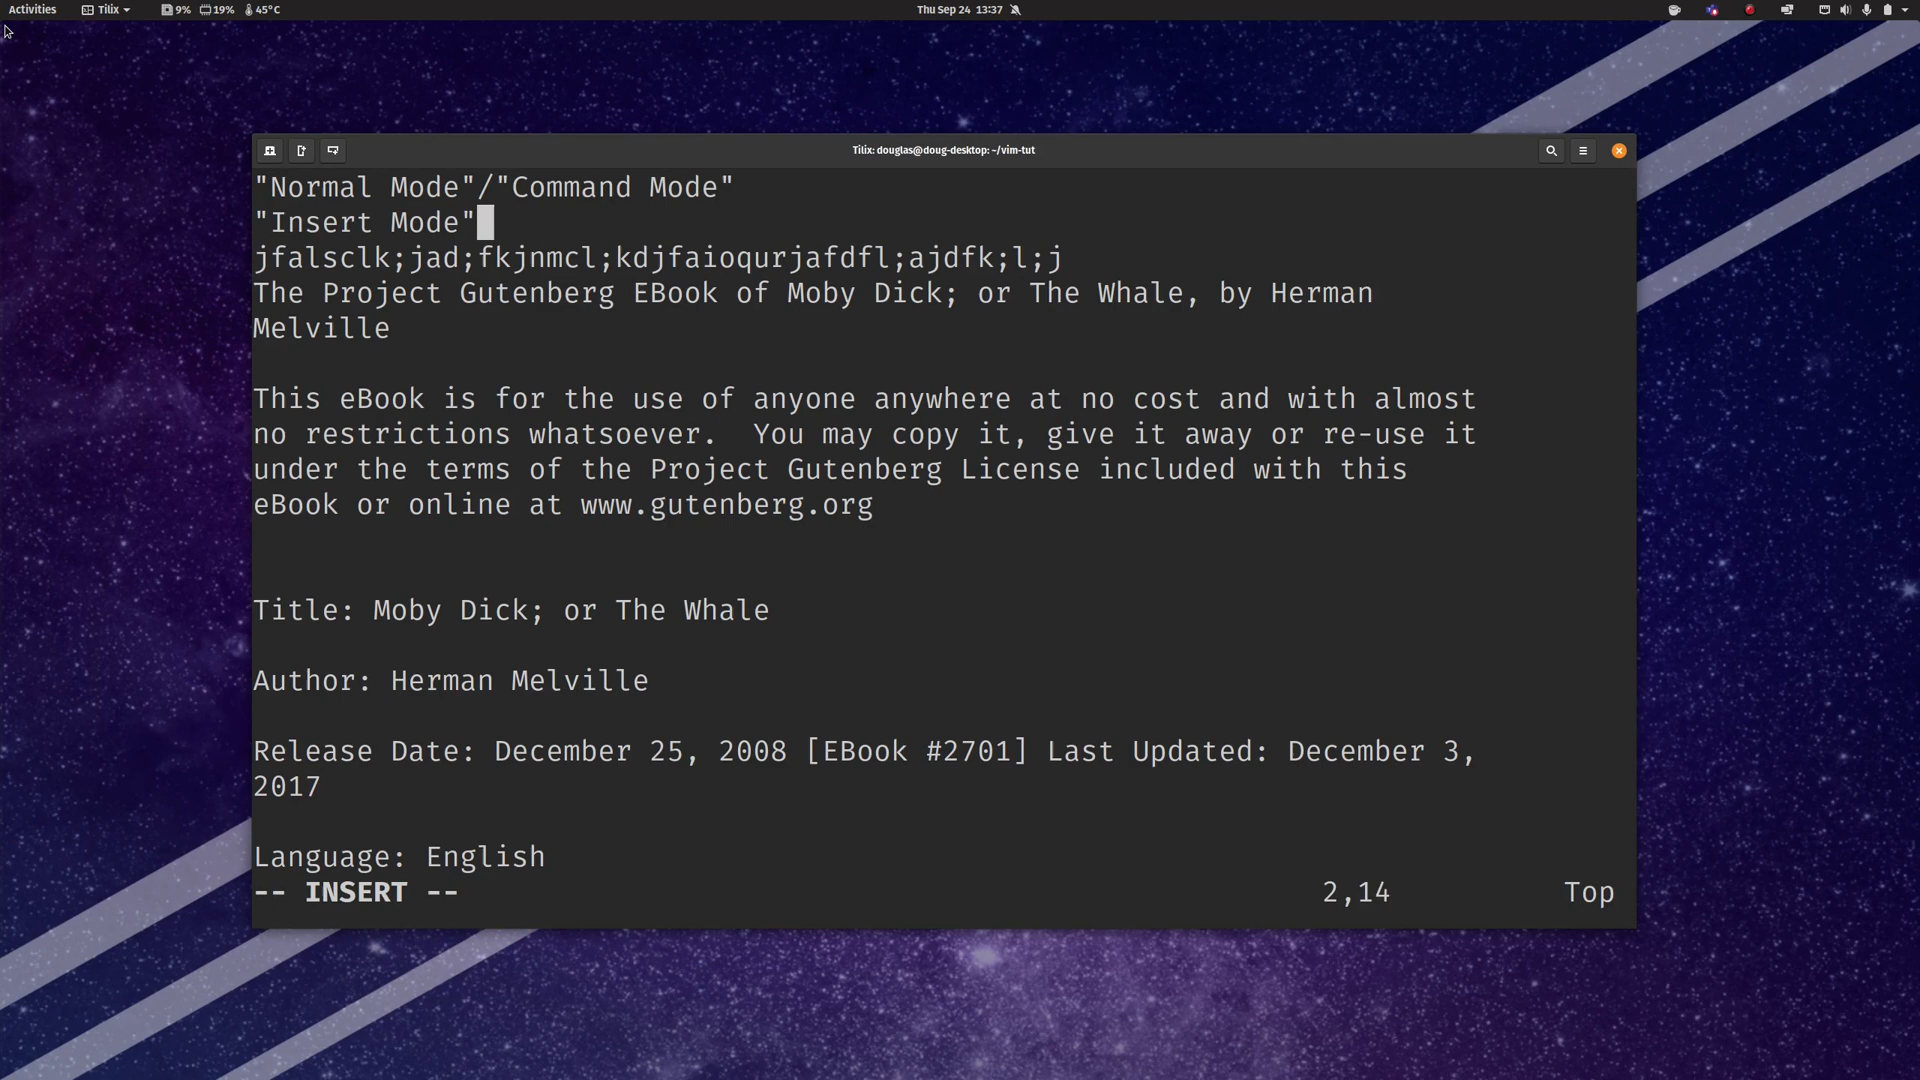 Activities Tilix 9% 19% 45°C Thu Sep 24 13:37
Tilix: douglas@doug-desktop: ~/vim-tut
"Normal Mode"/"Command Mode"
"Insert Mode"
jfalsclk;jad;fkjnmcl;kdjfaioqurjafdfl;ajdfk;l;j
The Project Gutenberg EBook of Moby Dick; or The Whale, by Herman
Melville
This eBook is for the use of anyone anywhere at no cost and with almost
no restrictions whatsoever.  You may copy it, give it away or re-use it
under the terms of the Project Gutenberg License included with this
eBook or online at www.gutenberg.org
Title: Moby Dick; or The Whale
Author: Herman Melville
Release Date: December 25, 2008 [EBook #2701] Last Updated: December 3,
2017
Language: English
-- INSERT -- 2,14 Top